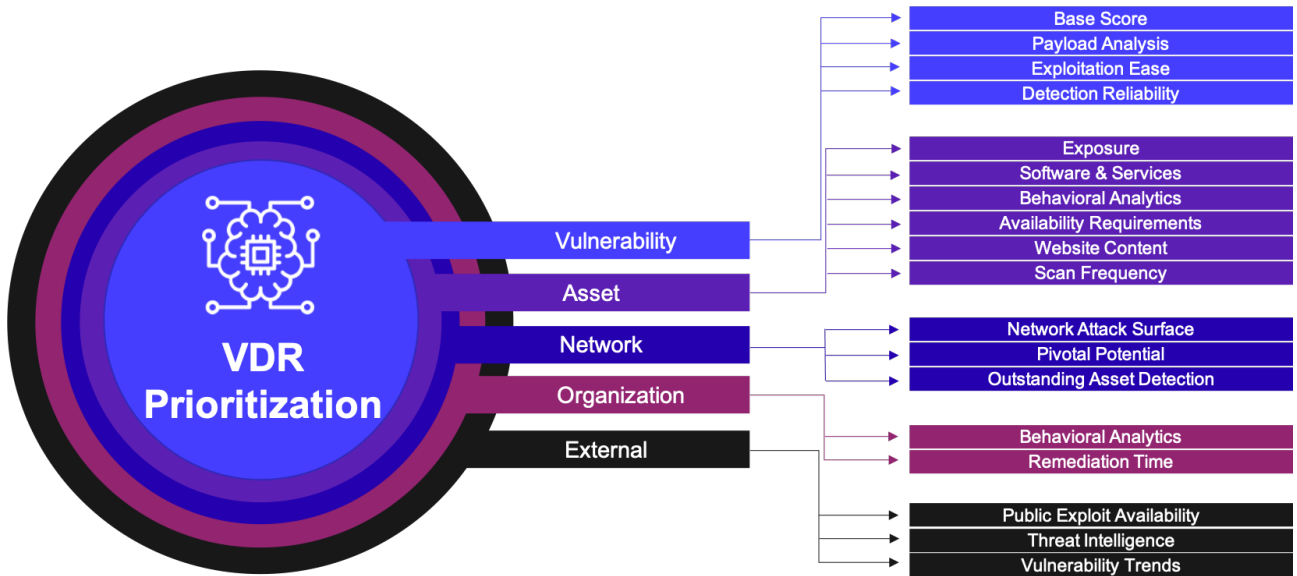 VDR
Prioritization
Vulnerability
Asset
Network
Organization
External
Base Score
Payload Analysis
Exploitation Ease
Detection Reliability
Exposure
Software & Services
Behavioral Analytics
Availability Requirements
Website Content
Scan Frequency
Network Attack Surface
Pivotal Potential
Outstanding Asset Detection
Behavioral Analytics
Remediation Time
Public Exploit Availability
Threat Intelligence
Vulnerability Trends